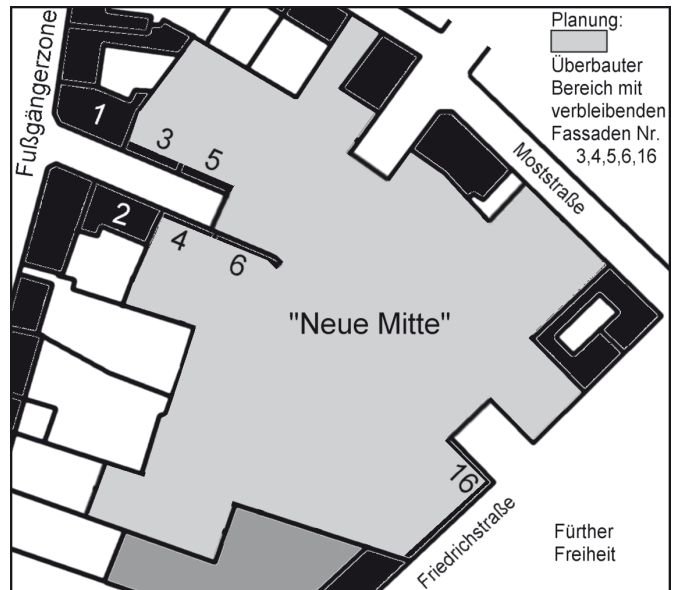 Planung:
Überbauter
Bereich mit
verbleibenden
Fassaden Nr.
3,4,5,6,16
Fußgängerzone
1
3
5
Moststraße
2
4
6
"Neue Mitte"
16
Friedrichstraße
Fürther
Freiheit